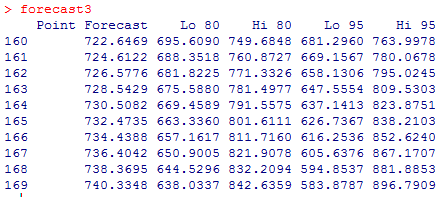 > forecast3
    Point Forecast    Lo 80    Hi 80    Lo 95    Hi 95
160       722.6469 695.6090 749.6848 681.2960 763.9978
161       724.6122 688.3518 760.8727 669.1567 780.0678
162       726.5776 681.8225 771.3326 658.1306 795.0245
163       728.5429 675.5880 781.4977 647.5554 809.5303
164       730.5082 669.4589 791.5575 637.1413 823.8751
165       732.4735 663.3360 801.6111 626.7367 838.2103
166       734.4388 657.1617 811.7160 616.2536 852.6240
167       736.4042 650.9005 821.9078 605.6376 867.1707
168       738.3695 644.5296 832.2094 594.8537 881.8853
169       740.3348 638.0337 842.6359 583.8787 896.7909